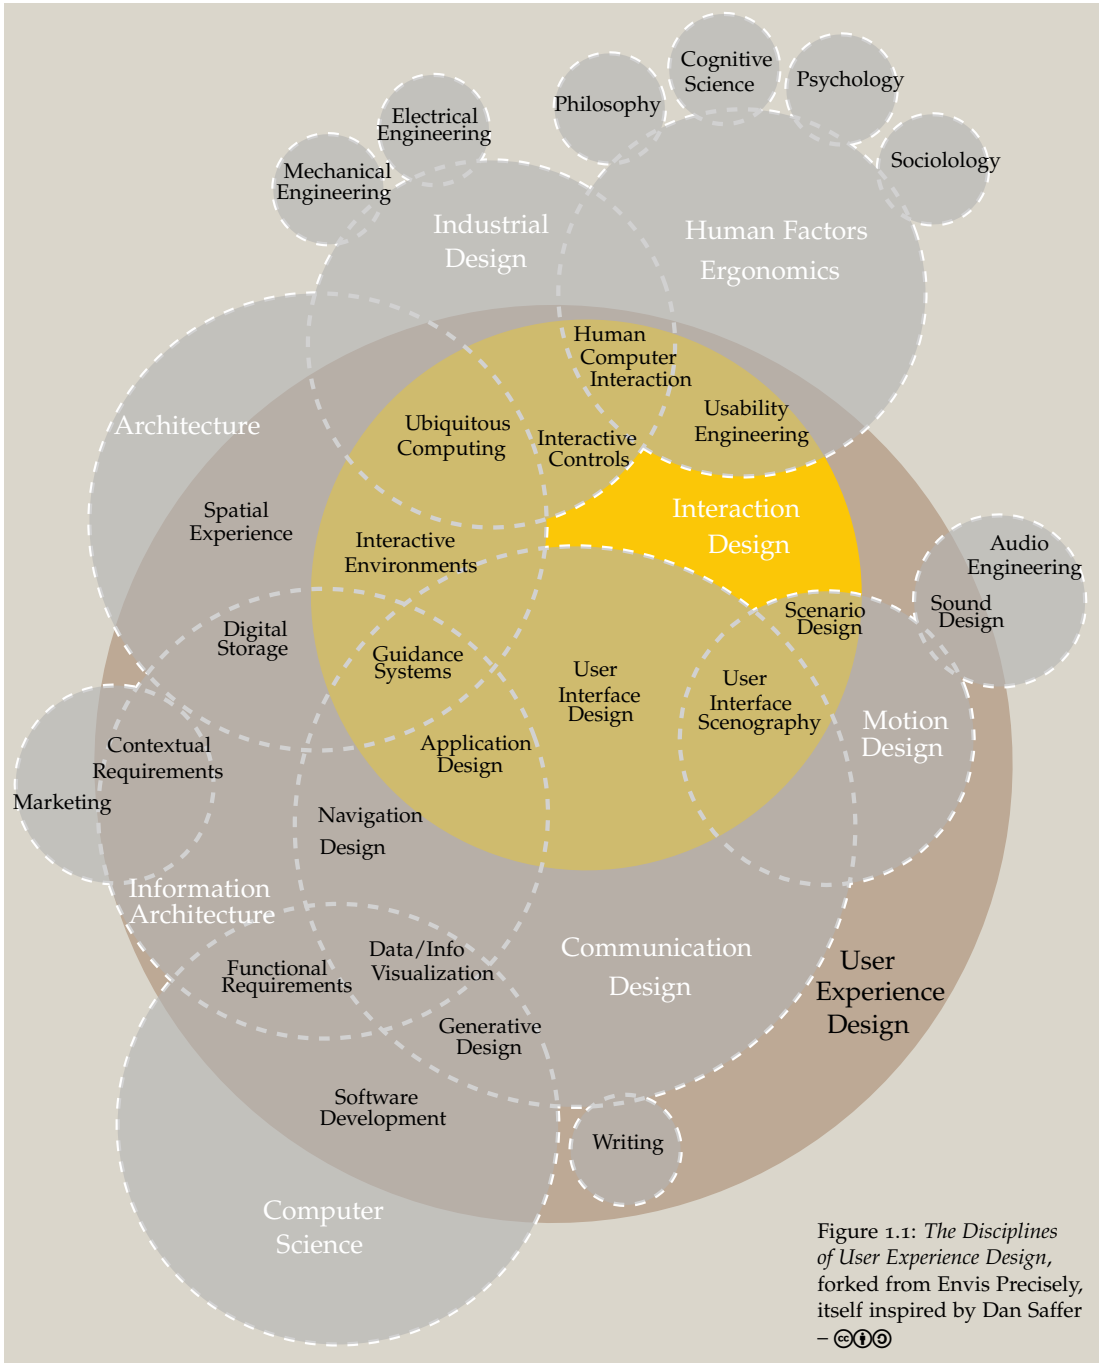 Cognitive
Science
Psychology
Philosophy
Electrical
Engineering
Sociolology
Mechanical
Engineering
Industrial
Design
Human Factors
Ergonomics
Human
Computer
Interaction
Architecture
Ubiquitous
Computing
Interactive
Controls
Usability
Engineering
Spatial
Experience
Interactive
Environments
Interaction
Design
Audio
Engineering
Sound
Design
Scenario
Design
Digital
Storage
Guidance
Systems
User
Interface
Design
User
Interface
Scenography
Motion
Design
Contextual
Requirements
Marketing
Application
Design
Navigation
Design
Information
Architecture
Functional
Requirements
Data/Info
Visualization
Communication
Design
User
Experience
Design
Generative
Design
Software
Development
Writing
Computer
Science
Figure 1.1: The Disciplines
of User Experience Design,
forked from Envis Precisely,
itself inspired by Dan Saffer
–